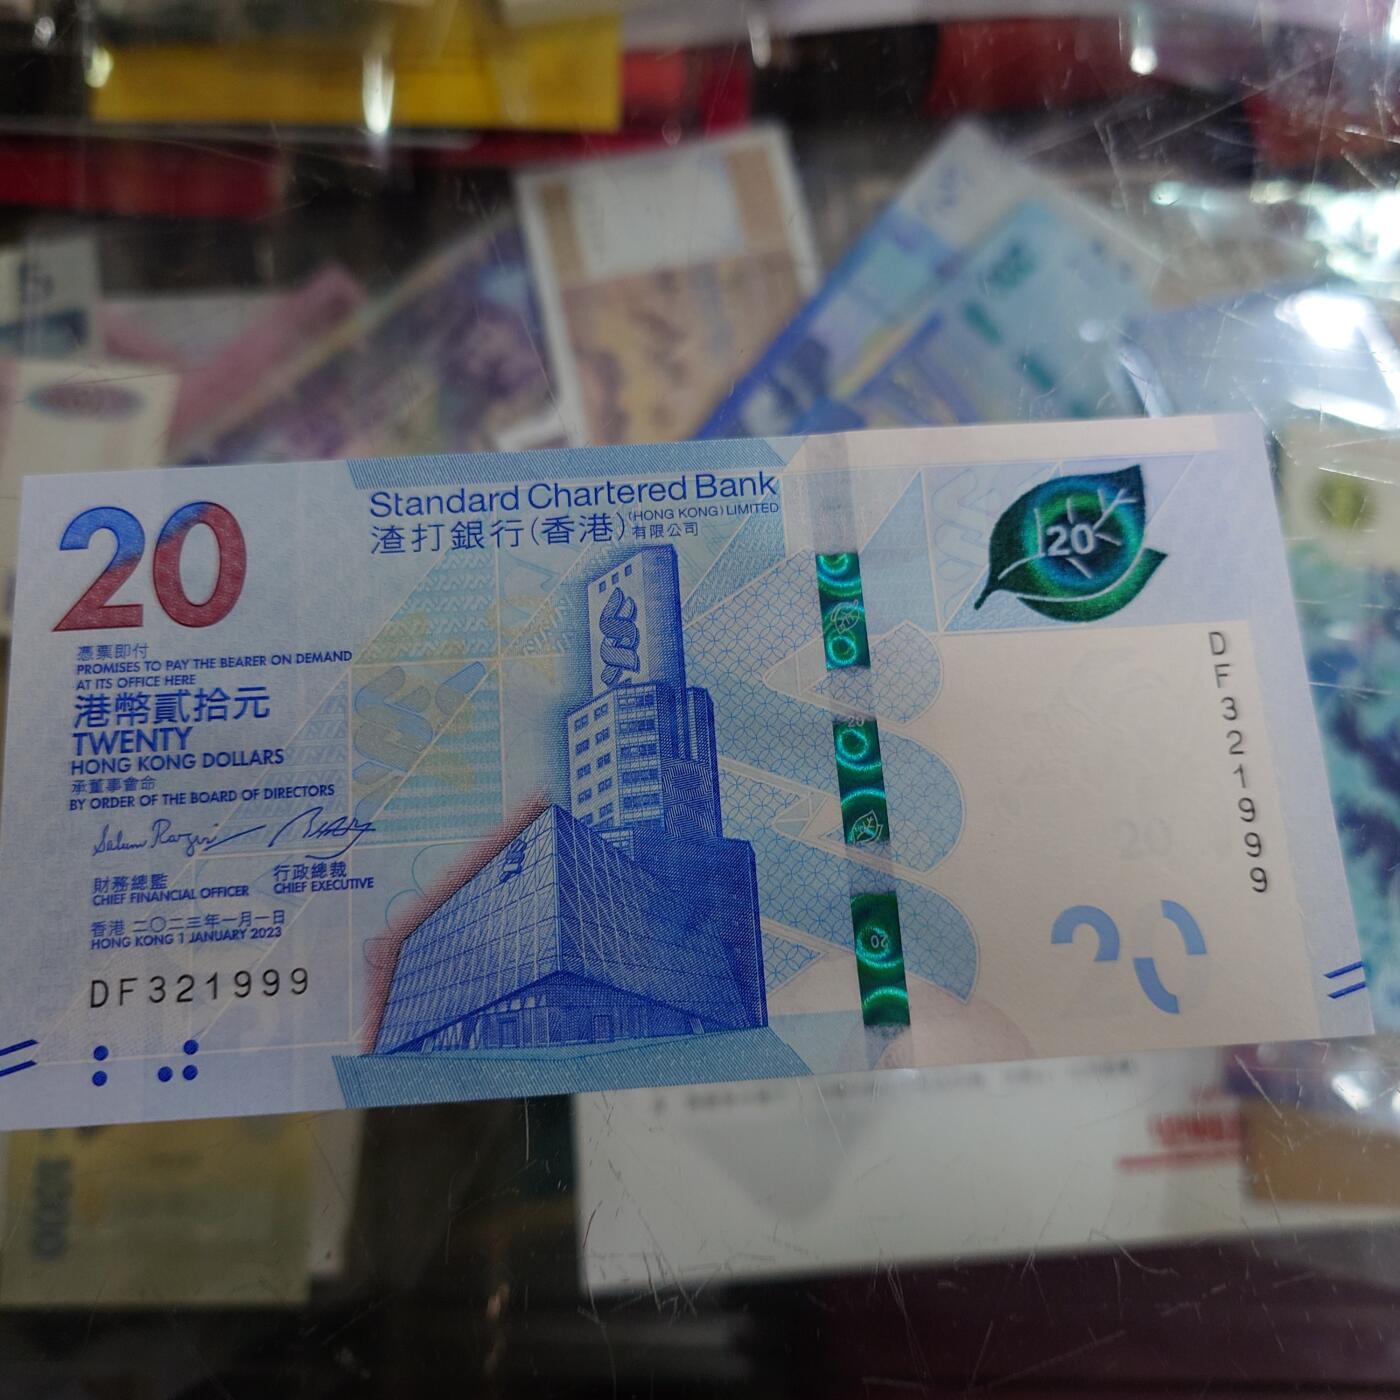 20
Standard Chartered Bank
(HONG KONG) LIMITED
渣打銀行(香港)有限公司
20
憑票即付
PROMISES TO PAY THE BEARER ON DEMAND
AT ITS OFFICE HERE
港幣貳拾元
TWENTY
HONG KONG DOLLARS
承董事會命
BY ORDER OF THE BOARD OF DIRECTORS
財務總監
CHIEF FINANCIAL OFFICER
行政總裁
CHIEF EXECUTIVE
香港 二〇二三年一月一日
HONG KONG 1 JANUARY 2023
DF321999
DF321999
20
20
20
20